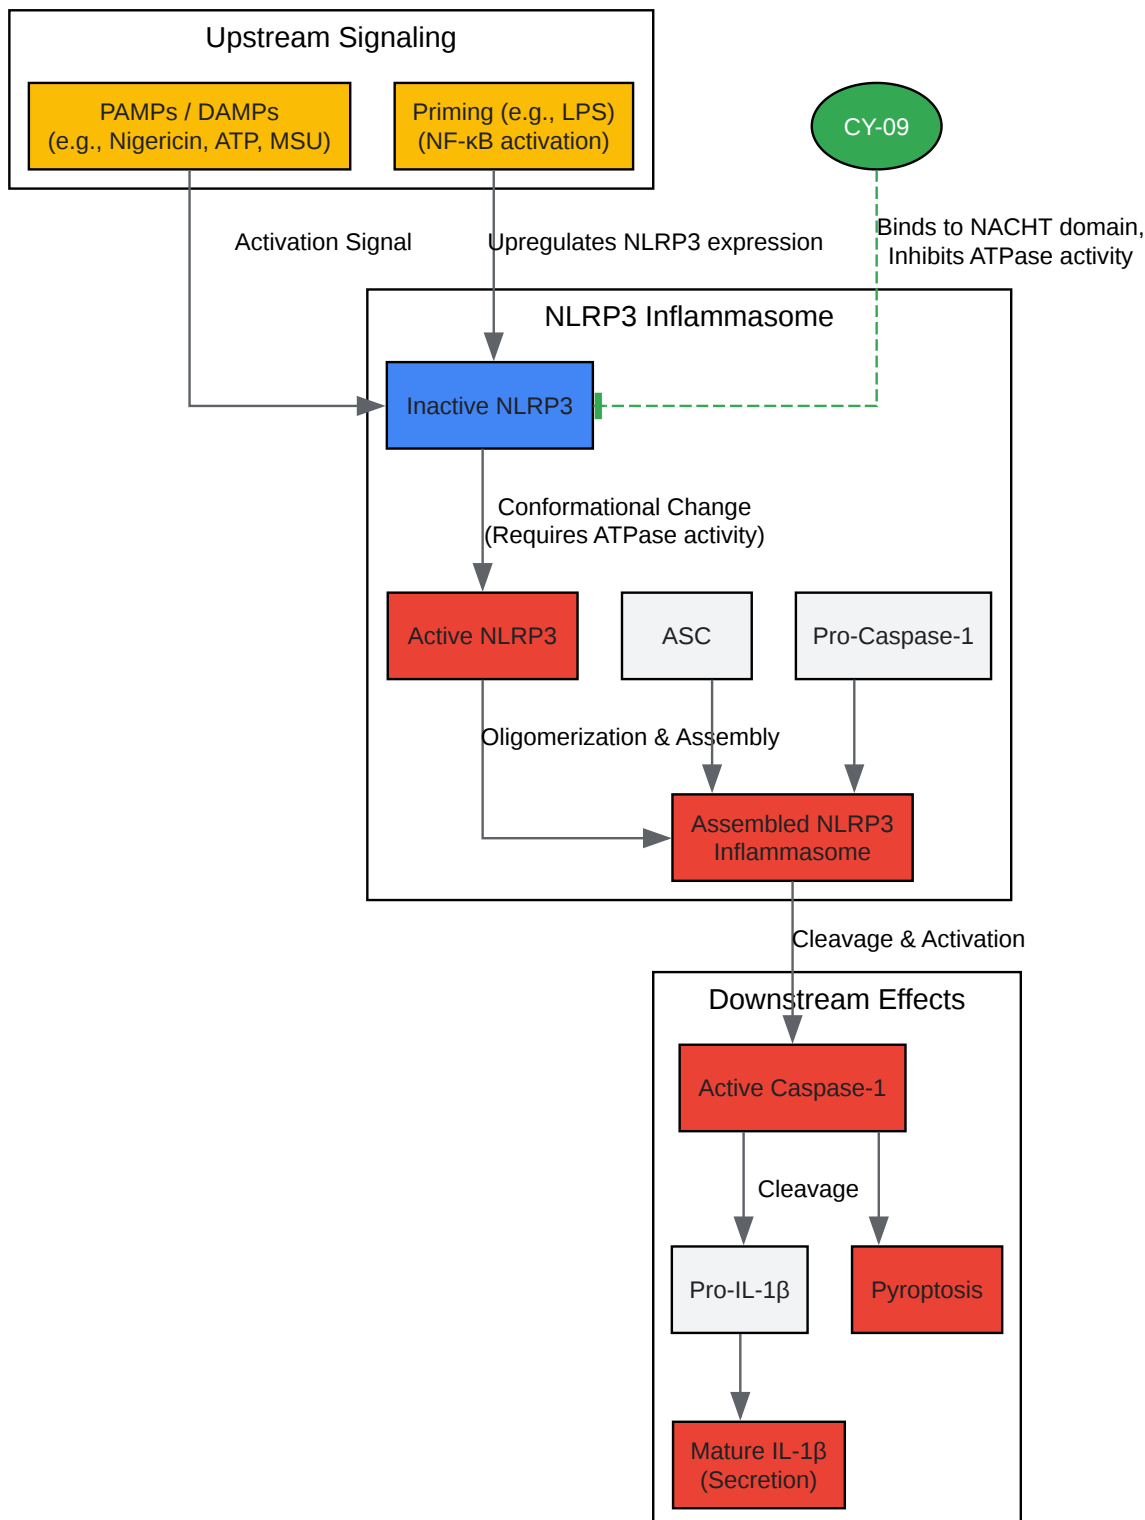 Upstream Signaling
PAMPs / DAMPs
(e.g., Nigericin, ATP, MSU)
Priming (e.g., LPS)
(NF-κB activation)
CY-09
Activation Signal
Upregulates NLRP3 expression
Binds to NACHT domain,
Inhibits ATPase activity
NLRP3 Inflammasome
Inactive NLRP3
Conformational Change
(Requires ATPase activity)
Active NLRP3
ASC
Pro-Caspase-1
Oligomerization & Assembly
Assembled NLRP3
Inflammasome
Cleavage & Activation
Downstream Effects
Active Caspase-1
Cleavage
Pro-IL-1β
Pyroptosis
Mature IL-1β
(Secretion)